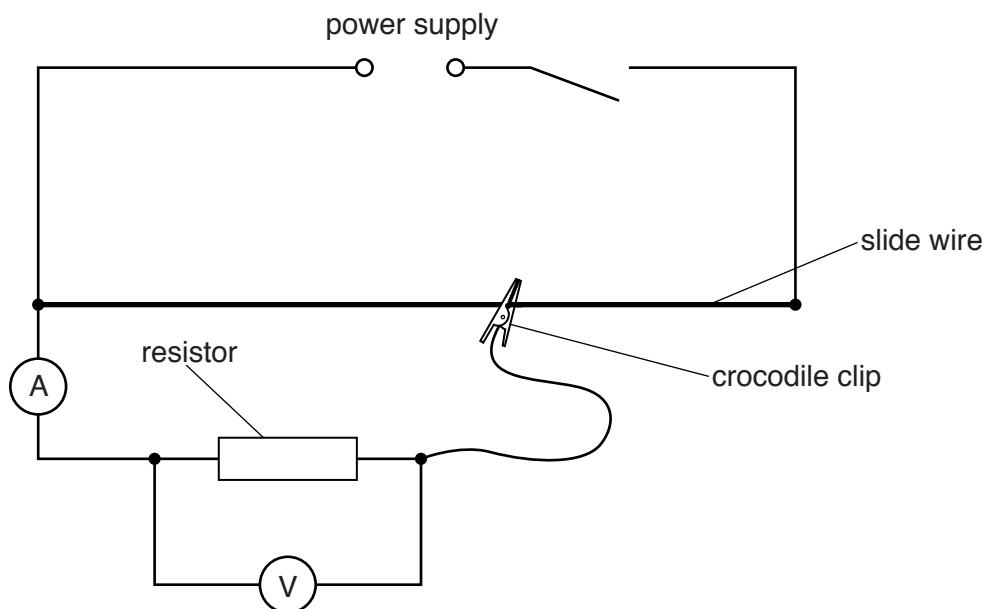 power supply
slide wire
resistor
crocodile clip
A
V